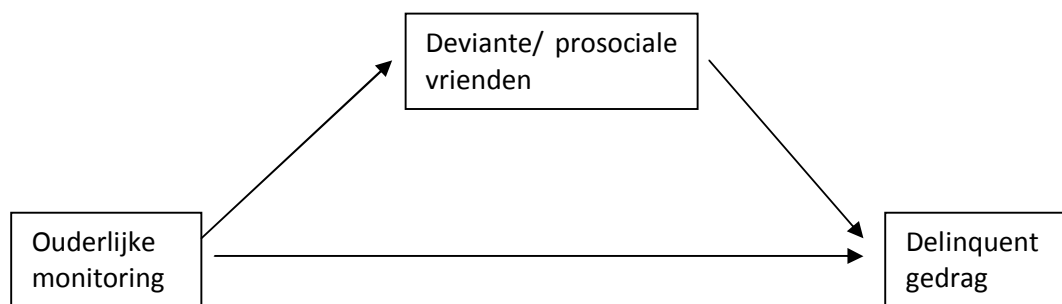 Deviante/ prosociale
vrienden
Ouderlijke
monitoring
Delinquent
gedrag